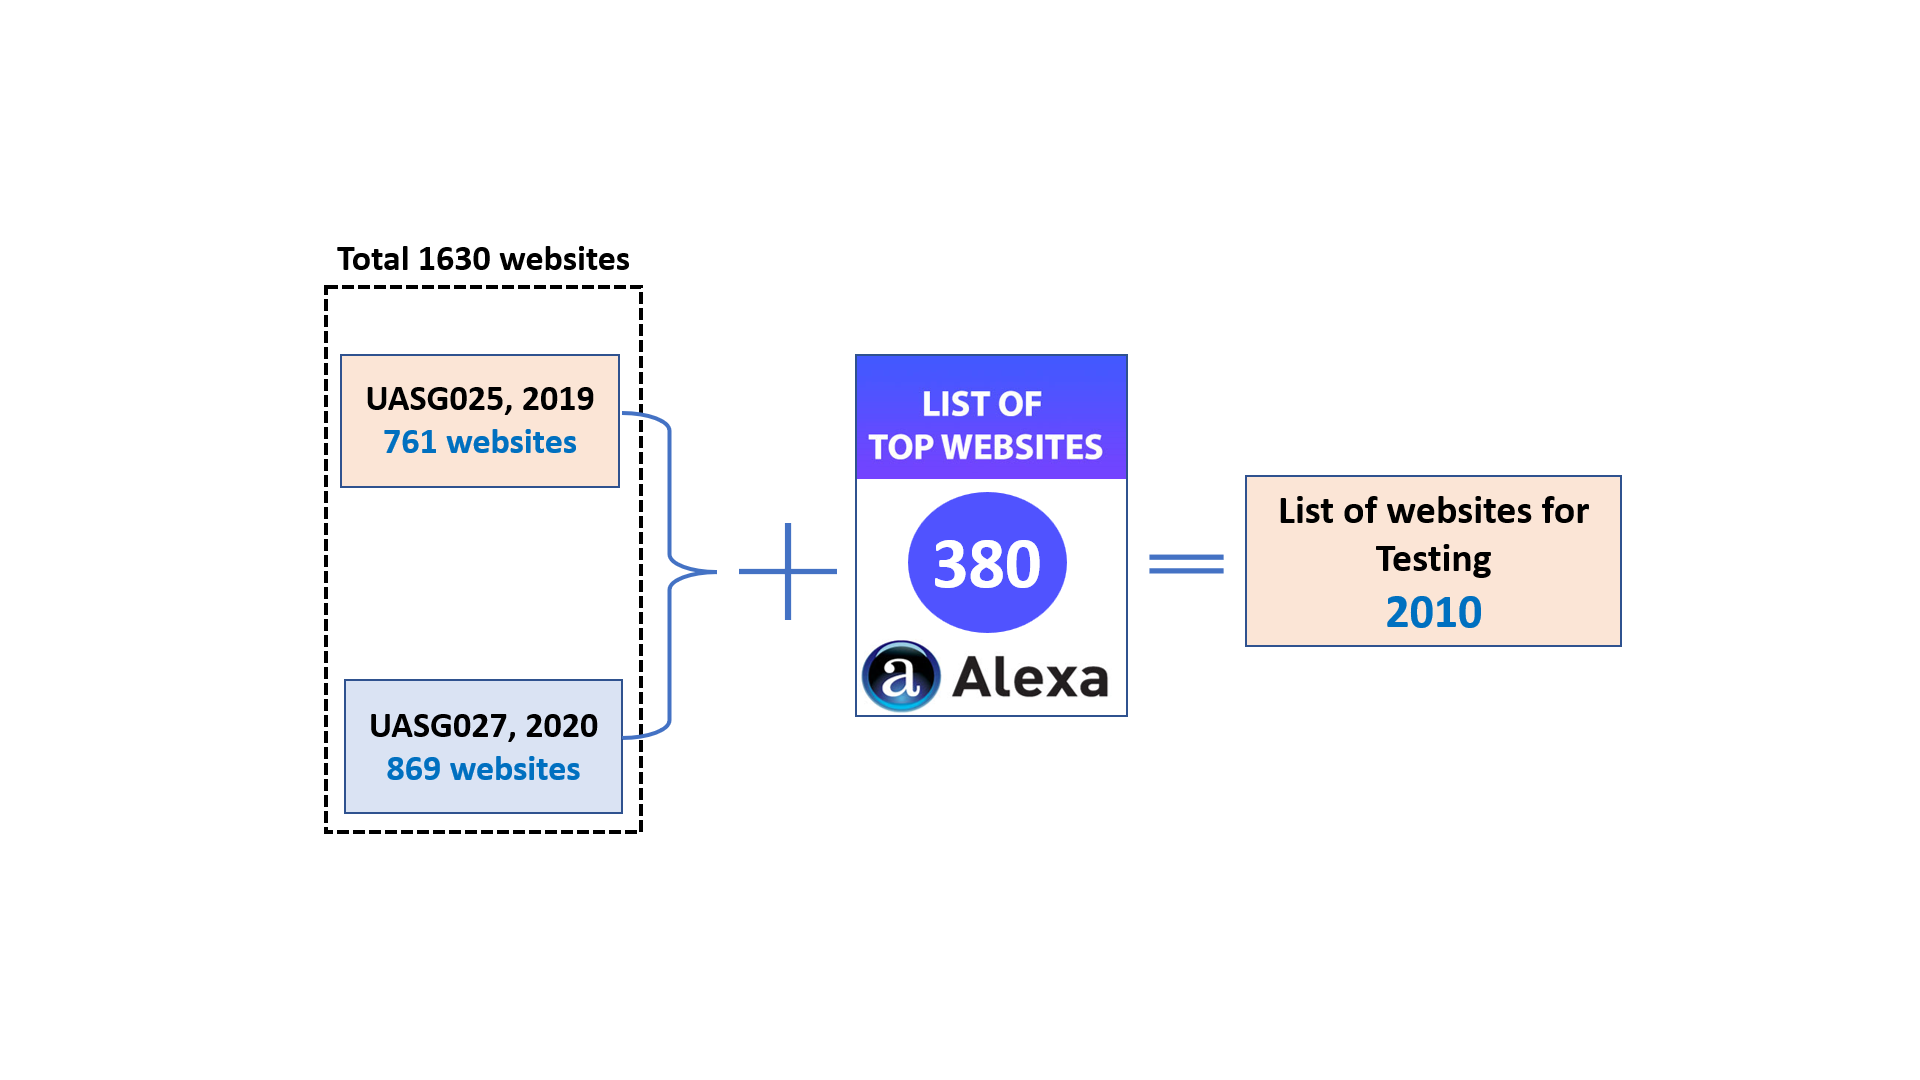 Total 1630 websites
UASG025, 2019
761 websites
UASG027, 2020
869 websites
LIST OF
TOP WEBSITES
380
a Alexa
List of websites for
Testing
2010